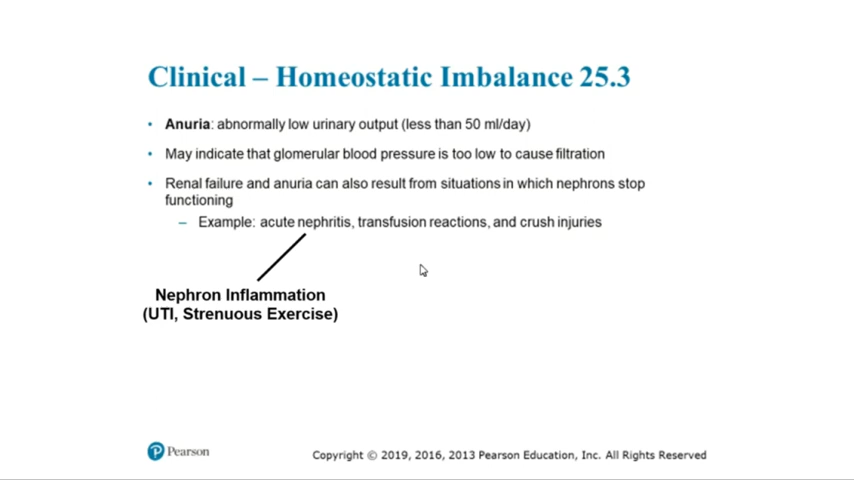 Clinical – Homeostatic Imbalance 25.3
• Anuria: abnormally low urinary output (less than 50 ml/day)
• May indicate that glomerular blood pressure is too low to cause filtration
• Renal failure and anuria can also result from situations in which nephrons stop
functioning
– Example: acute nephritis, transfusion reactions, and crush injuries
Nephron Inflammation
(UTI, Strenuous Exercise)
Pearson
Copyright © 2019, 2016, 2013 Pearson Education, Inc. All Rights Reserved